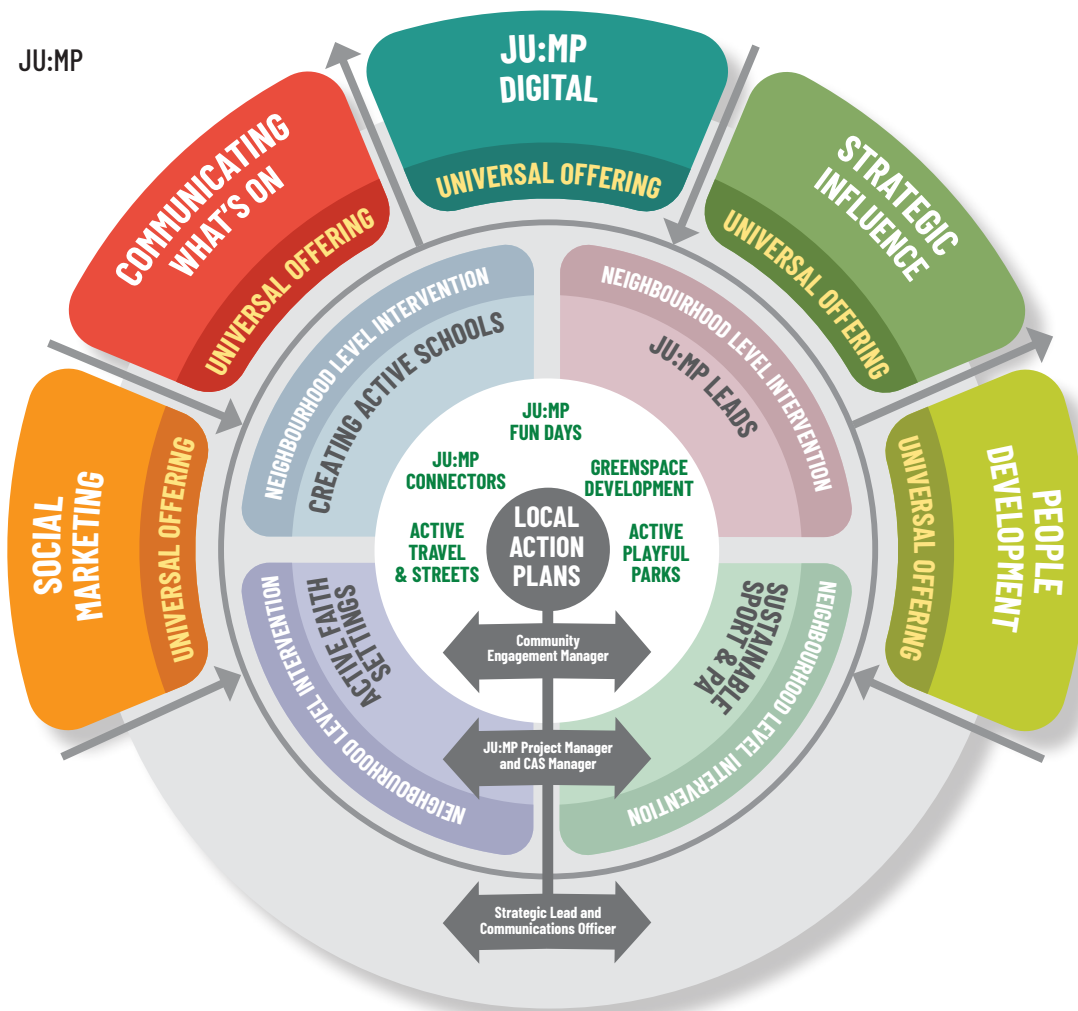 JU:MP
JU:MP
DIGITAL
UNIVERSAL OFFERING
COMMUNICATING
WHAT'S ON
UNIVERSAL OFFERING
STRATEGIC
INFLUENCE
UNIVERSAL OFFERING
SOCIAL
MARKETING
UNIVERSAL OFFERING
PEOPLE
DEVELOPMENT
UNIVERSAL OFFERING
NEIGHBOURHOOD LEVEL INTERVENTION
CREATING ACTIVE SCHOOLS
NEIGHBOURHOOD LEVEL INTERVENTION
JU:MP LEADS
JU:MP
FUN DAYS
JU:MP
CONNECTORS
GREENSPACE
DEVELOPMENT
ACTIVE
TRAVEL
& STREETS
LOCAL
ACTION
PLANS
ACTIVE
PLAYFUL
PARKS
NEIGHBOURHOOD LEVEL INTERVENTION
ACTIVE FAITH
SETTINGS
NEIGHBOURHOOD LEVEL INTERVENTION
SUSTAINABLE
SPORT & PA
Community
Engagement Manager
JU:MP Project Manager
and CAS Manager
Strategic Lead and
Communications Officer